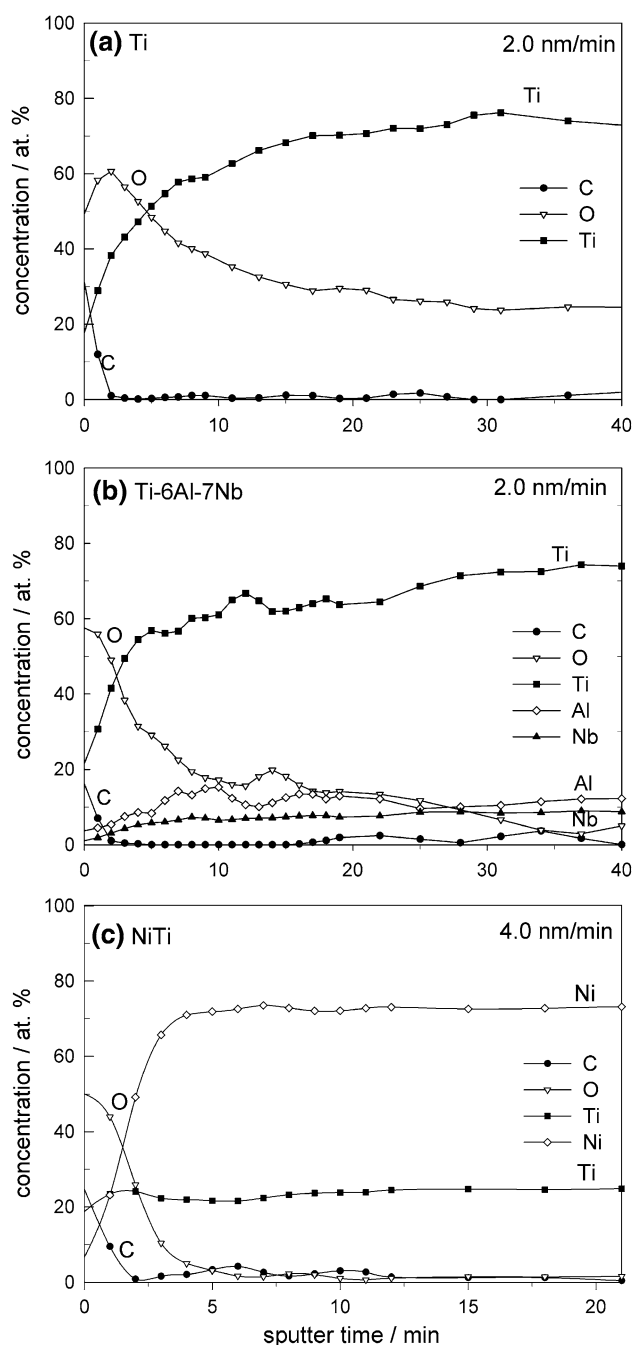 (a) Ti
2.0 nm/min
100
80
60
40
20
0
concentration / at. %
Ti
O
C
C
O
Ti
0
10
20
30
40
(b) Ti-6Al-7Nb
2.0 nm/min
100
80
60
40
20
0
concentration / at. %
Ti
O
C
C
O
Ti
Al
Nb
Al
Nb
0
10
20
30
40
(c) NiTi
4.0 nm/min
100
80
60
40
20
0
concentration / at. %
Ni
O
C
C
O
Ti
Ni
Ti
0
5
10
15
20
sputter time / min